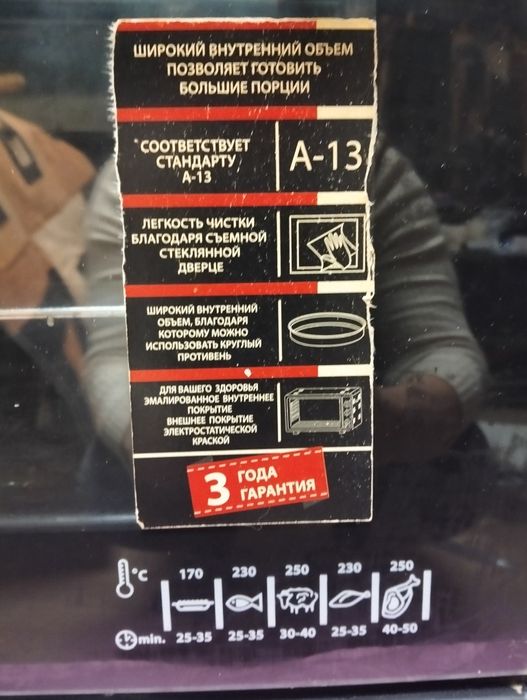 ШИРОКИЙ ВНУТРЕННИЙ ОБЪЕМ
ПОЗВОЛЯЕТ ГОТОВИТЬ
БОЛЬШИЕ ПОРЦИИ
*СООТВЕТСТВУЕТ
СТАНДАРТУ
А-13
А-13
ЛЕГКОСТЬ ЧИСТКИ
БЛАГОДАРЯ СЪЕМНОЙ
СТЕКЛЯННОЙ
ДВЕРЦЕ
ШИРОКИЙ ВНУТРЕННИЙ
ОБЪЕМ, БЛАГОДАРЯ
КОТОРОМУ МОЖНО
ИСПОЛЬЗОВАТЬ КРУГЛЫЙ
ПРОТИВЕНЬ
ДЛЯ ВАШЕГО ЗДОРОВЬЯ
ЭМАЛИРОВАННОЕ ВНУТРЕННЕЕ
ПОКРЫТИЕ
ВНЕШНЕЕ ПОКРЫТИЕ
ЭЛЕКТРОСТАТИЧЕСКОЙ
КРАСКОЙ
3 ГОДА
ГАРАНТИЯ
°C 170 230 250 230 250
min. 25-35 25-35 30-40 25-35 40-50